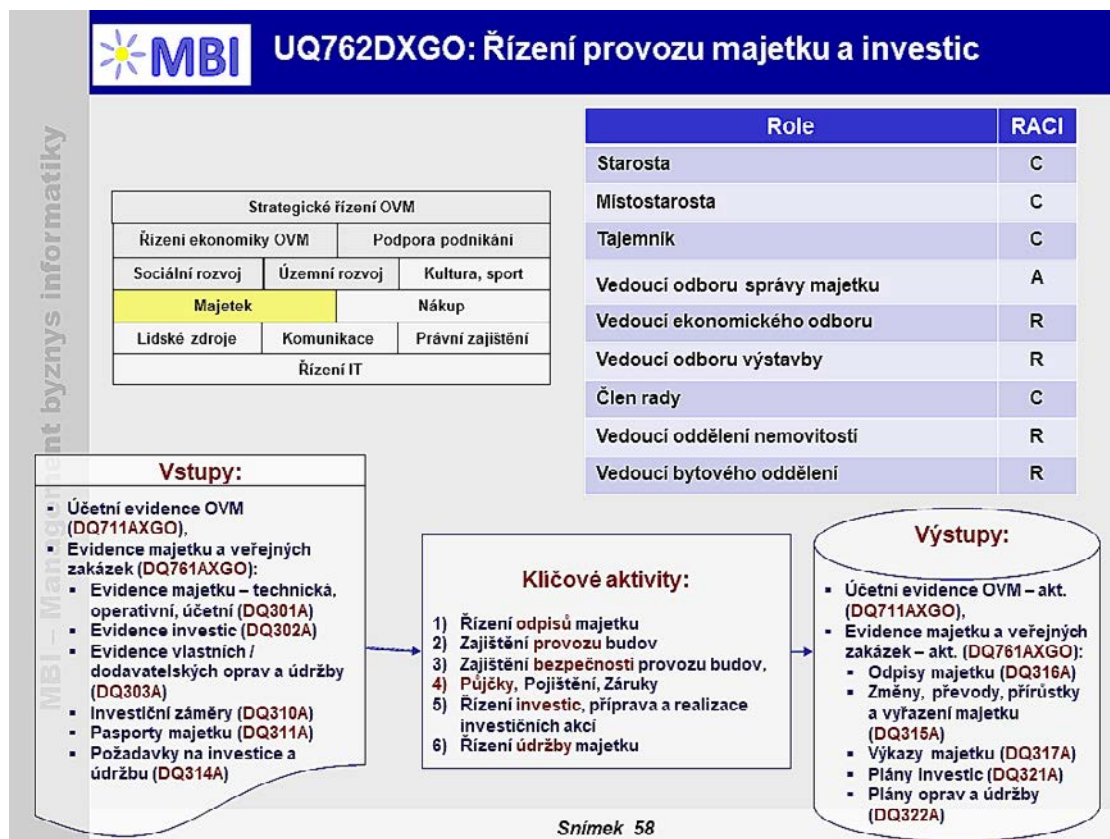 MBI
UQ762DXGO: Řízení provozu majetku a investic
MBI – Management byznys informatiky
Role RACI
Starosta C
Místostarosta C
Tajemník C
Vedoucí odboru správy majetku A
Vedoucí ekonomického odboru R
Vedoucí odboru výstavby R
Člen rady C
Vedoucí oddělení nemovitostí R
Vedoucí bytového oddělení R
Strategické řízení OVM
Řízení ekonomiky OVM Podpora podnikání
Sociální rozvoj Územní rozvoj Kultura, sport
Majetek Nákup
Lidské zdroje Komunikace Právní zajištění
Řízení IT
Vstupy:
▪ Účetní evidence OVM
(DQ711AXGO),
▪ Evidence majetku a veřejných
zakázek (DQ761AXGO):
▪ Evidence majetku – technická,
operativní, účetní (DQ301A)
▪ Evidence investic (DQ302A)
▪ Evidence vlastních /
dodavatelských oprav a údržby
(DQ303A)
▪ Investiční záměry (DQ310A)
▪ Pasporty majetku (DQ311A)
▪ Požadavky na investice a
údržbu (DQ314A)
Klíčové aktivity:
1) Řízení odpisů majetku
2) Zajištění provozu budov
3) Zajištění bezpečnosti provozu budov,
4) Půjčky, Pojištění, Záruky
5) Řízení investic, příprava a realizace
investičních akcí
6) Řízení údržby majetku
Výstupy:
▪ Účetní evidence OVM – akt.
(DQ711AXGO),
▪ Evidence majetku a veřejných
zakázek – akt. (DQ761AXGO):
▪ Odpisy majetku (DQ316A)
▪ Změny, převody, přírůstky
a vyřazení majetku
(DQ315A)
▪ Výkazy majetku (DQ317A)
▪ Plány investic (DQ321A)
▪ Plány oprav a údržby
(DQ322A)
Snímek 58